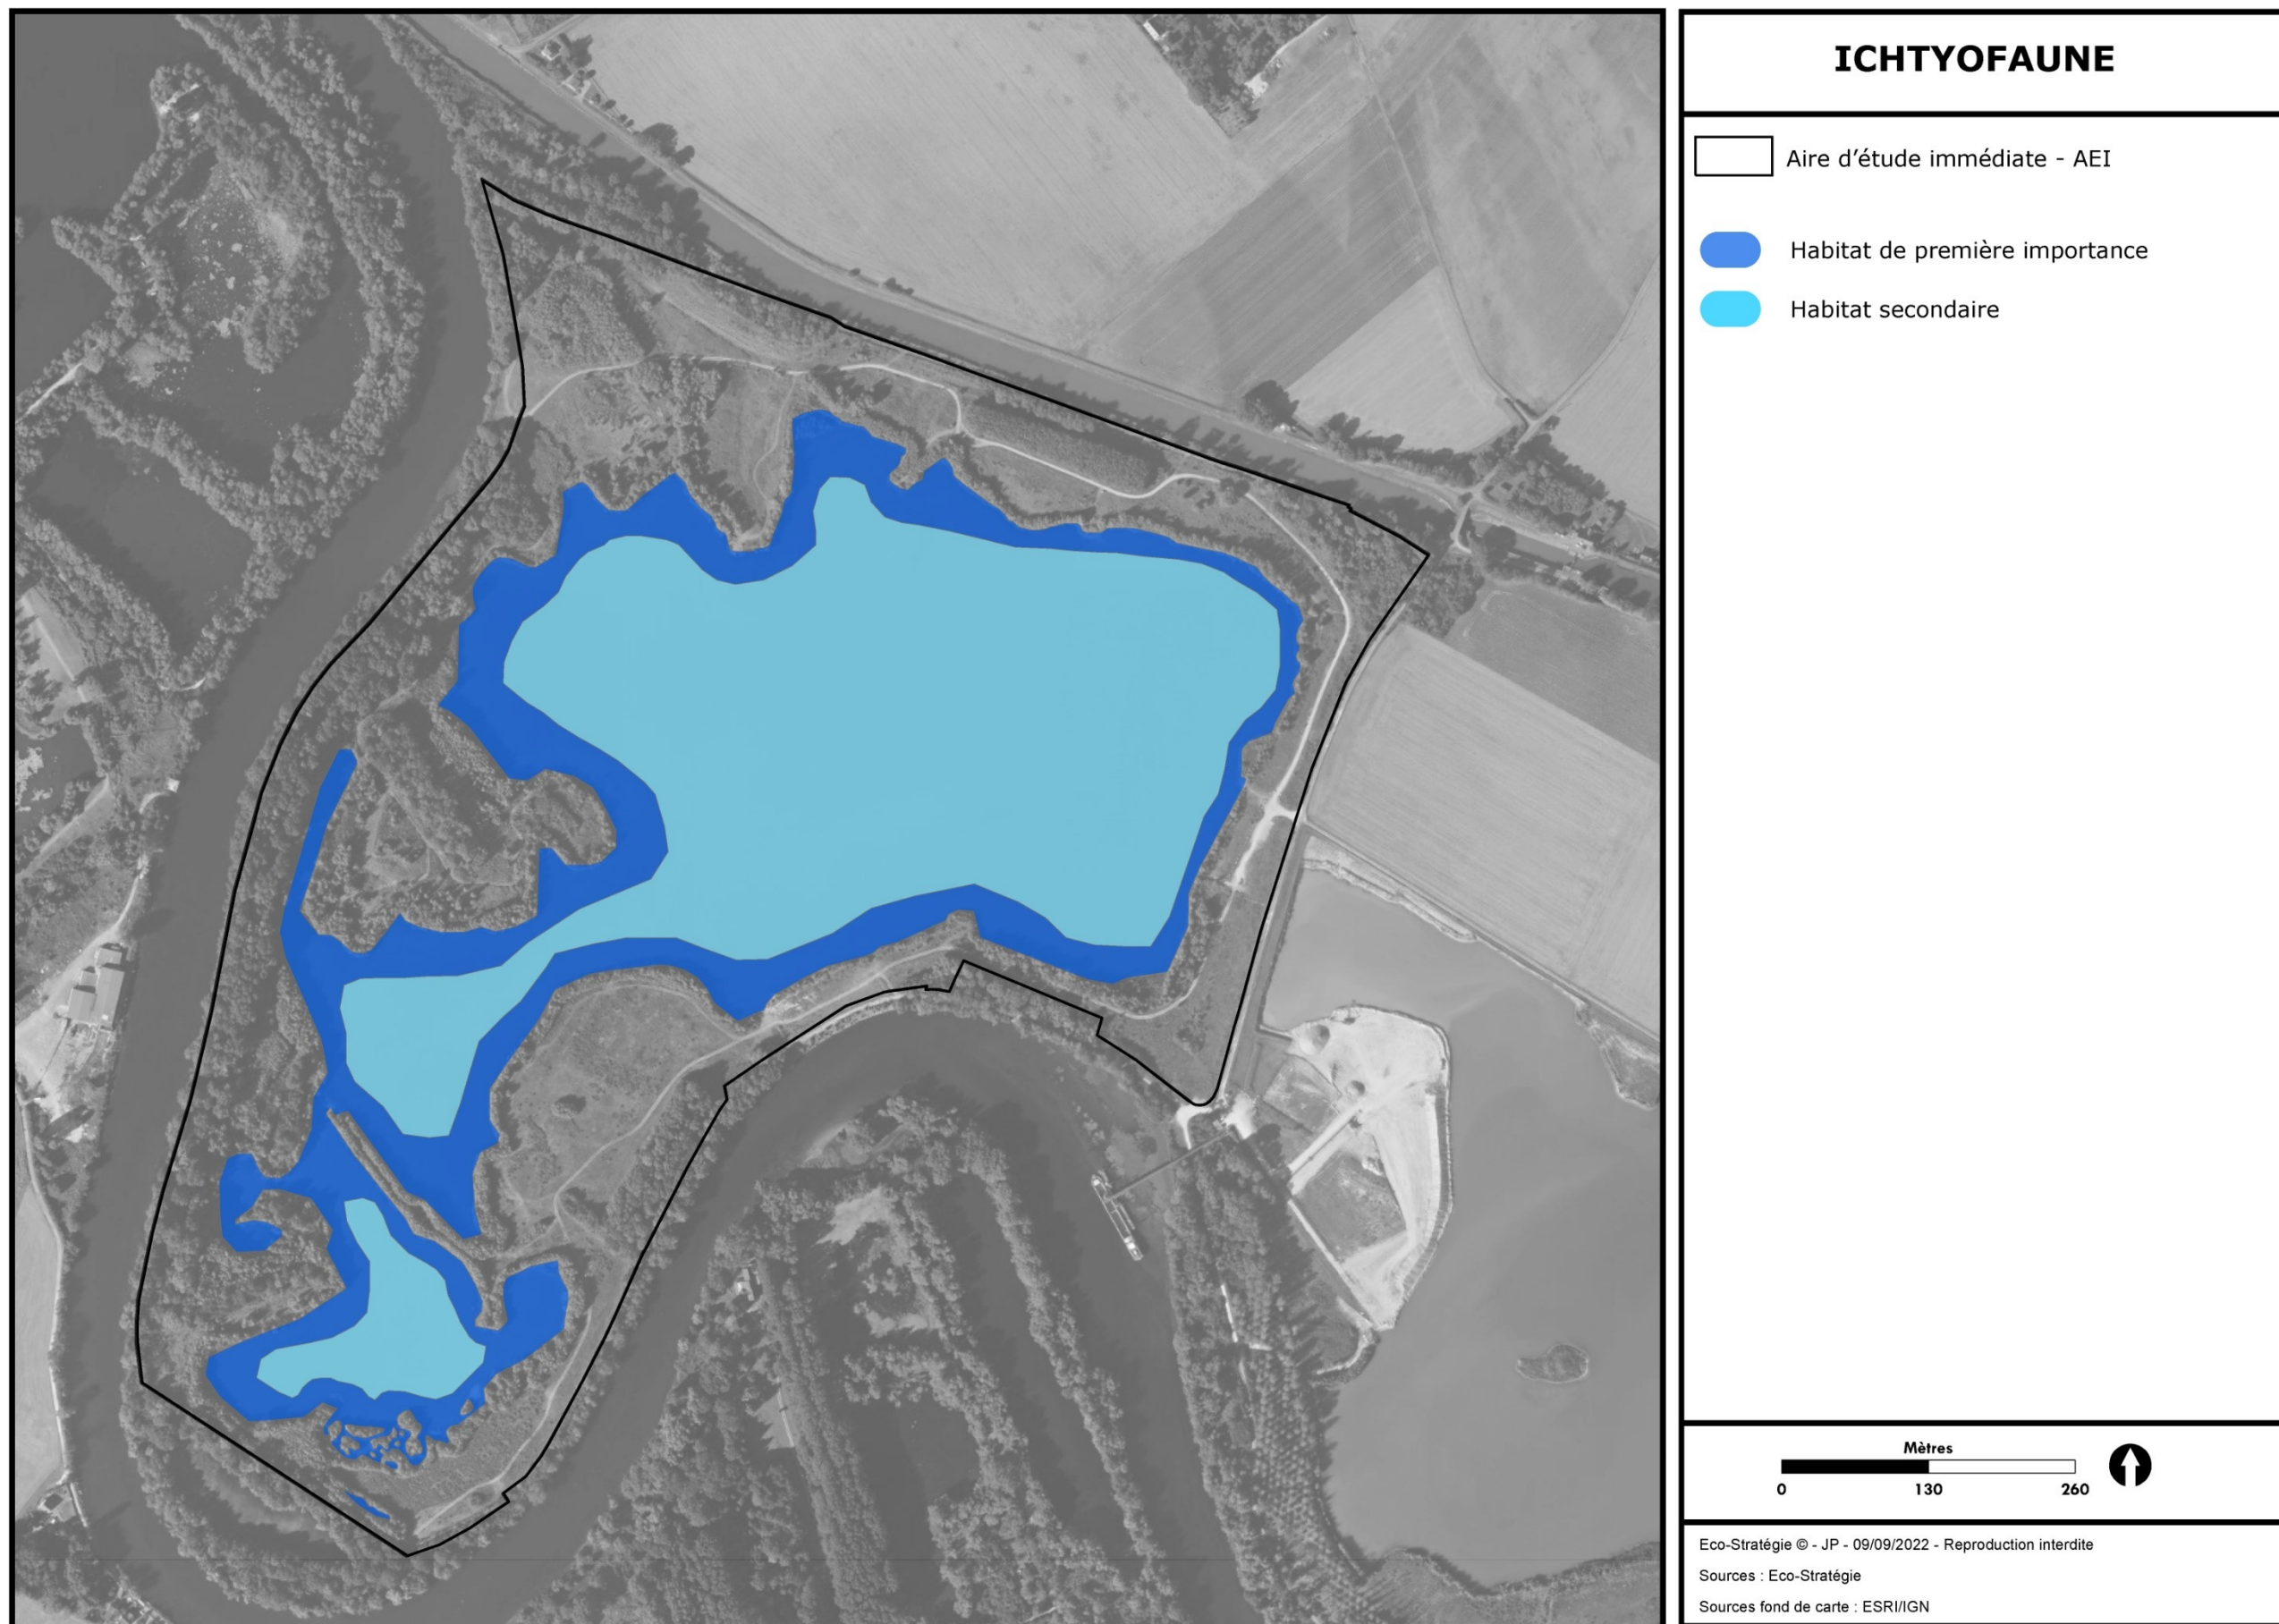 ICHTYOFAUNE
Aire d'étude immédiate - AEI
Habitat de première importance
Habitat secondaire
Mètres
0 130 260
Eco-Stratégie © - JP - 09/09/2022 - Reproduction interdite
Sources : Eco-Stratégie
Sources fond de carte : ESRI/IGN